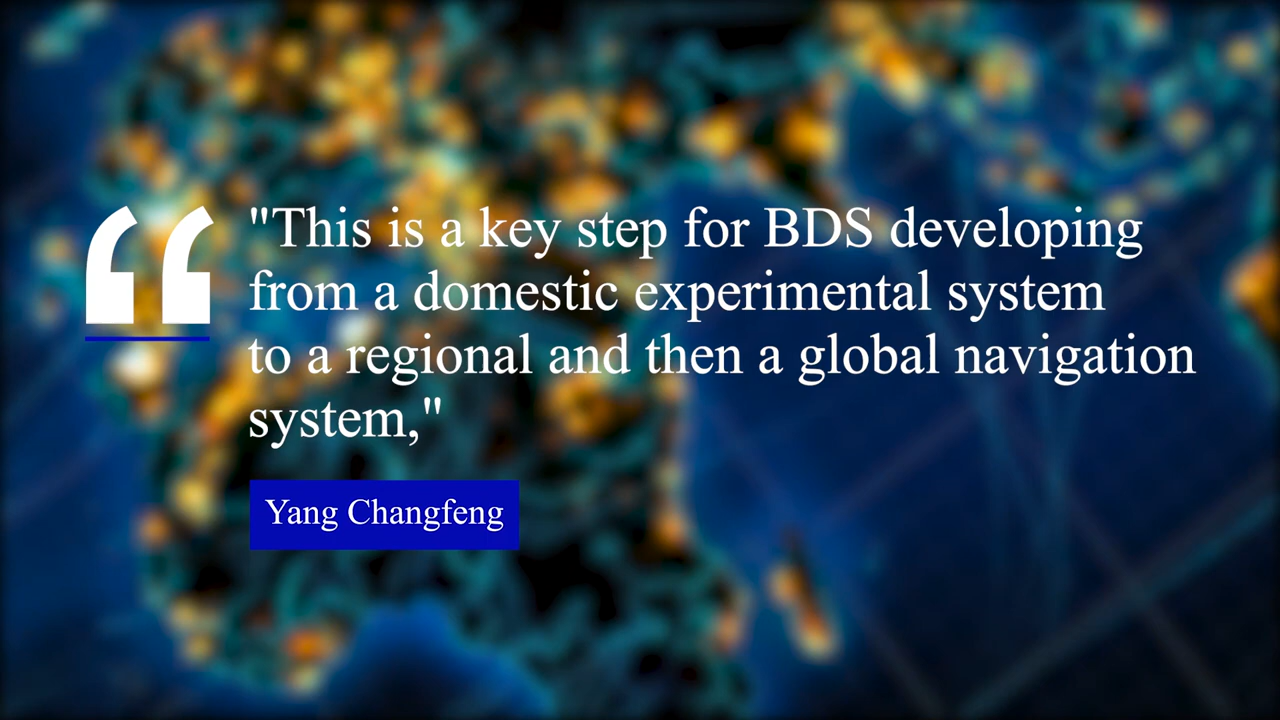 "This is a key step for BDS developing
from a domestic experimental system
to a regional and then a global navigation
system,"
Yang Changfeng